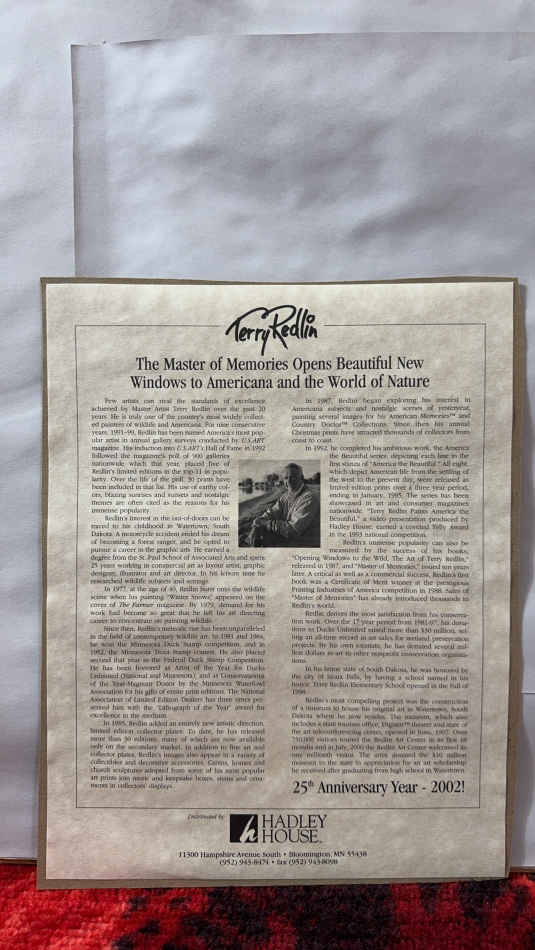 Terry Redlin
The Master of Memories Opens Beautiful New
Windows to Americana and the World of Nature
Few artists can rival the standards of excellence
achieved by Master Artist Terry Redlin over the past 20
years. He is truly one of the country's most widely collect-
ed painters of wildlife and Americana. For nine consecutive
years, 1991-99, Redlin has been named America's most pop-
ular artist in annual gallery surveys conducted by U.S.ART
magazine. His induction into U.S.ART's Hall of Fame in 1992
followed the magazine's poll of 900 galleries
nationwide which that year, placed five of
Redlin's limited editions in the top-11 in popu-
larity. Over the life of the poll, 30 prints have
been included in that list. His use of earthy col-
ors, blazing sunrises and sunsets and nostalgic
themes are often cited as the reasons for his
immense popularity.
Redlin's interest in the out-of-doors can be
traced to his childhood in Watertown, South
Dakota. A motorcycle accident ended his dream
of becoming a forest ranger, and he opted to
pursue a career in the graphic arts. He earned a
degree from the St. Paul School of Associated Arts and spent
25 years working in commercial art as layout artist, graphic
designer, illustrator and art director. In his leisure time he
researched wildlife subjects and settings.
In 1977, at the age of 40, Redlin burst onto the wildlife
scene when his painting "Winter Snows" appeared on the
cover of The Farmer magazine. By 1979, demand for his
work had become so great that he left his art directing
career to concentrate on painting wildlife.
Since then, Redlin's meteoric rise has been unparalleled
in the field of contemporary wildlife art. In 1981 and 1984,
he won the Minnesota Duck Stamp competition, and in
1982, the Minnesota Trout Stamp contest. He also placed
second that year in the Federal Duck Stamp Competition.
He has been honored as Artist of the Year for Ducks
Unlimited (National and Minnesota), and as Conservationist
of the Year-Magnum Donor by the Minnesota Waterfowl
Association for his gifts of entire print editions. The National
Association of Limited Edition Dealers has three times pre-
sented him with the "Lithograph of the Year" award for
excellence in the medium.
In 1985, Redlin added an entirely new artistic direction,
limited edition collector plates. To date, he has released
more than 30 editions, many of which are now available
only on the secondary market. In addition to fine art and
collector plates, Redlin's images also appear in a variety of
collectibles and decorative accessories. Cabins, homes and
church sculptures adapted from some of his most popular
art prints join music and keepsake boxes, steins and orna-
ments in collectors' displays.
In 1987, Redlin began exploring his interest in
Americana subjects and nostalgic scenes of yesteryear,
painting several images for his American Memories™ and
Country Doctor™ Collections. Since then his annual
Christmas prints have attracted thousands of collectors from
coast to coast.
In 1992, he completed his ambitious work, the America
the Beautiful series, depicting each line in the
first stanza of "America the Beautiful." All eight,
which depict American life from the settling of
the west to the present day, were released as
limited edition prints over a three year period,
ending in January, 1995. The series has been
showcased in art and consumer magazines
nationwide. "Terry Redlin Paints America the
Beautiful," a video presentation produced by
Hadley House, earned a coveted Telly Award
in the 1993 national competition.
Redlin's immense popularity can also be
measured by the success of his books,
"Opening Windows to the Wild, The Art of Terry Redlin,"
released in 1987, and "Master of Memories," issued ten years
later. A critical as well as a commercial success, Redlin's first
book was a Certificate of Merit winner at the prestigious
Printing Industries of America competition in 1988. Sales of
"Master of Memories" has already introduced thousands to
Redlin's world.
Redlin derives the most satisfaction from his conserva-
tion work. Over the 17 year period from 1981-97, his dona-
tions to Ducks Unlimited raised more than $30 million, set-
ting an all-time record in art sales for wetland preservation
projects. By his own estimate, he has donated several mil-
lion dollars in art to other nonprofit conservation organiza-
tions.
In his home state of South Dakota, he was honored by
the city of Sioux Falls, by having a school named in his
honor. Terry Redlin Elementary School opened in the Fall of
1994.
Redlin's most compelling project was the construction
of a museum to house his original art in Watertown, South
Dakota where he now resides. The museum, which also
includes a state tourism office, theater and state of
the art teleconferencing center, opened in June, 1997. Over
visitors toured the Redlin Art Center in its first
months and in July, 2000 the Redlin Art Center welcomed its
one millionth visitor. The artist donated the $10 million
museum to the state in appreciation for an art scholarship
he received after graduating from high school in Watertown.
25th Anniversary Year - 2002!
Distributed by
h HADLEY
HOUSE
11300 Hampshire Avenue South • Bloomington, MN 55438
(952) 943-8474 • fax (952) 943-8098